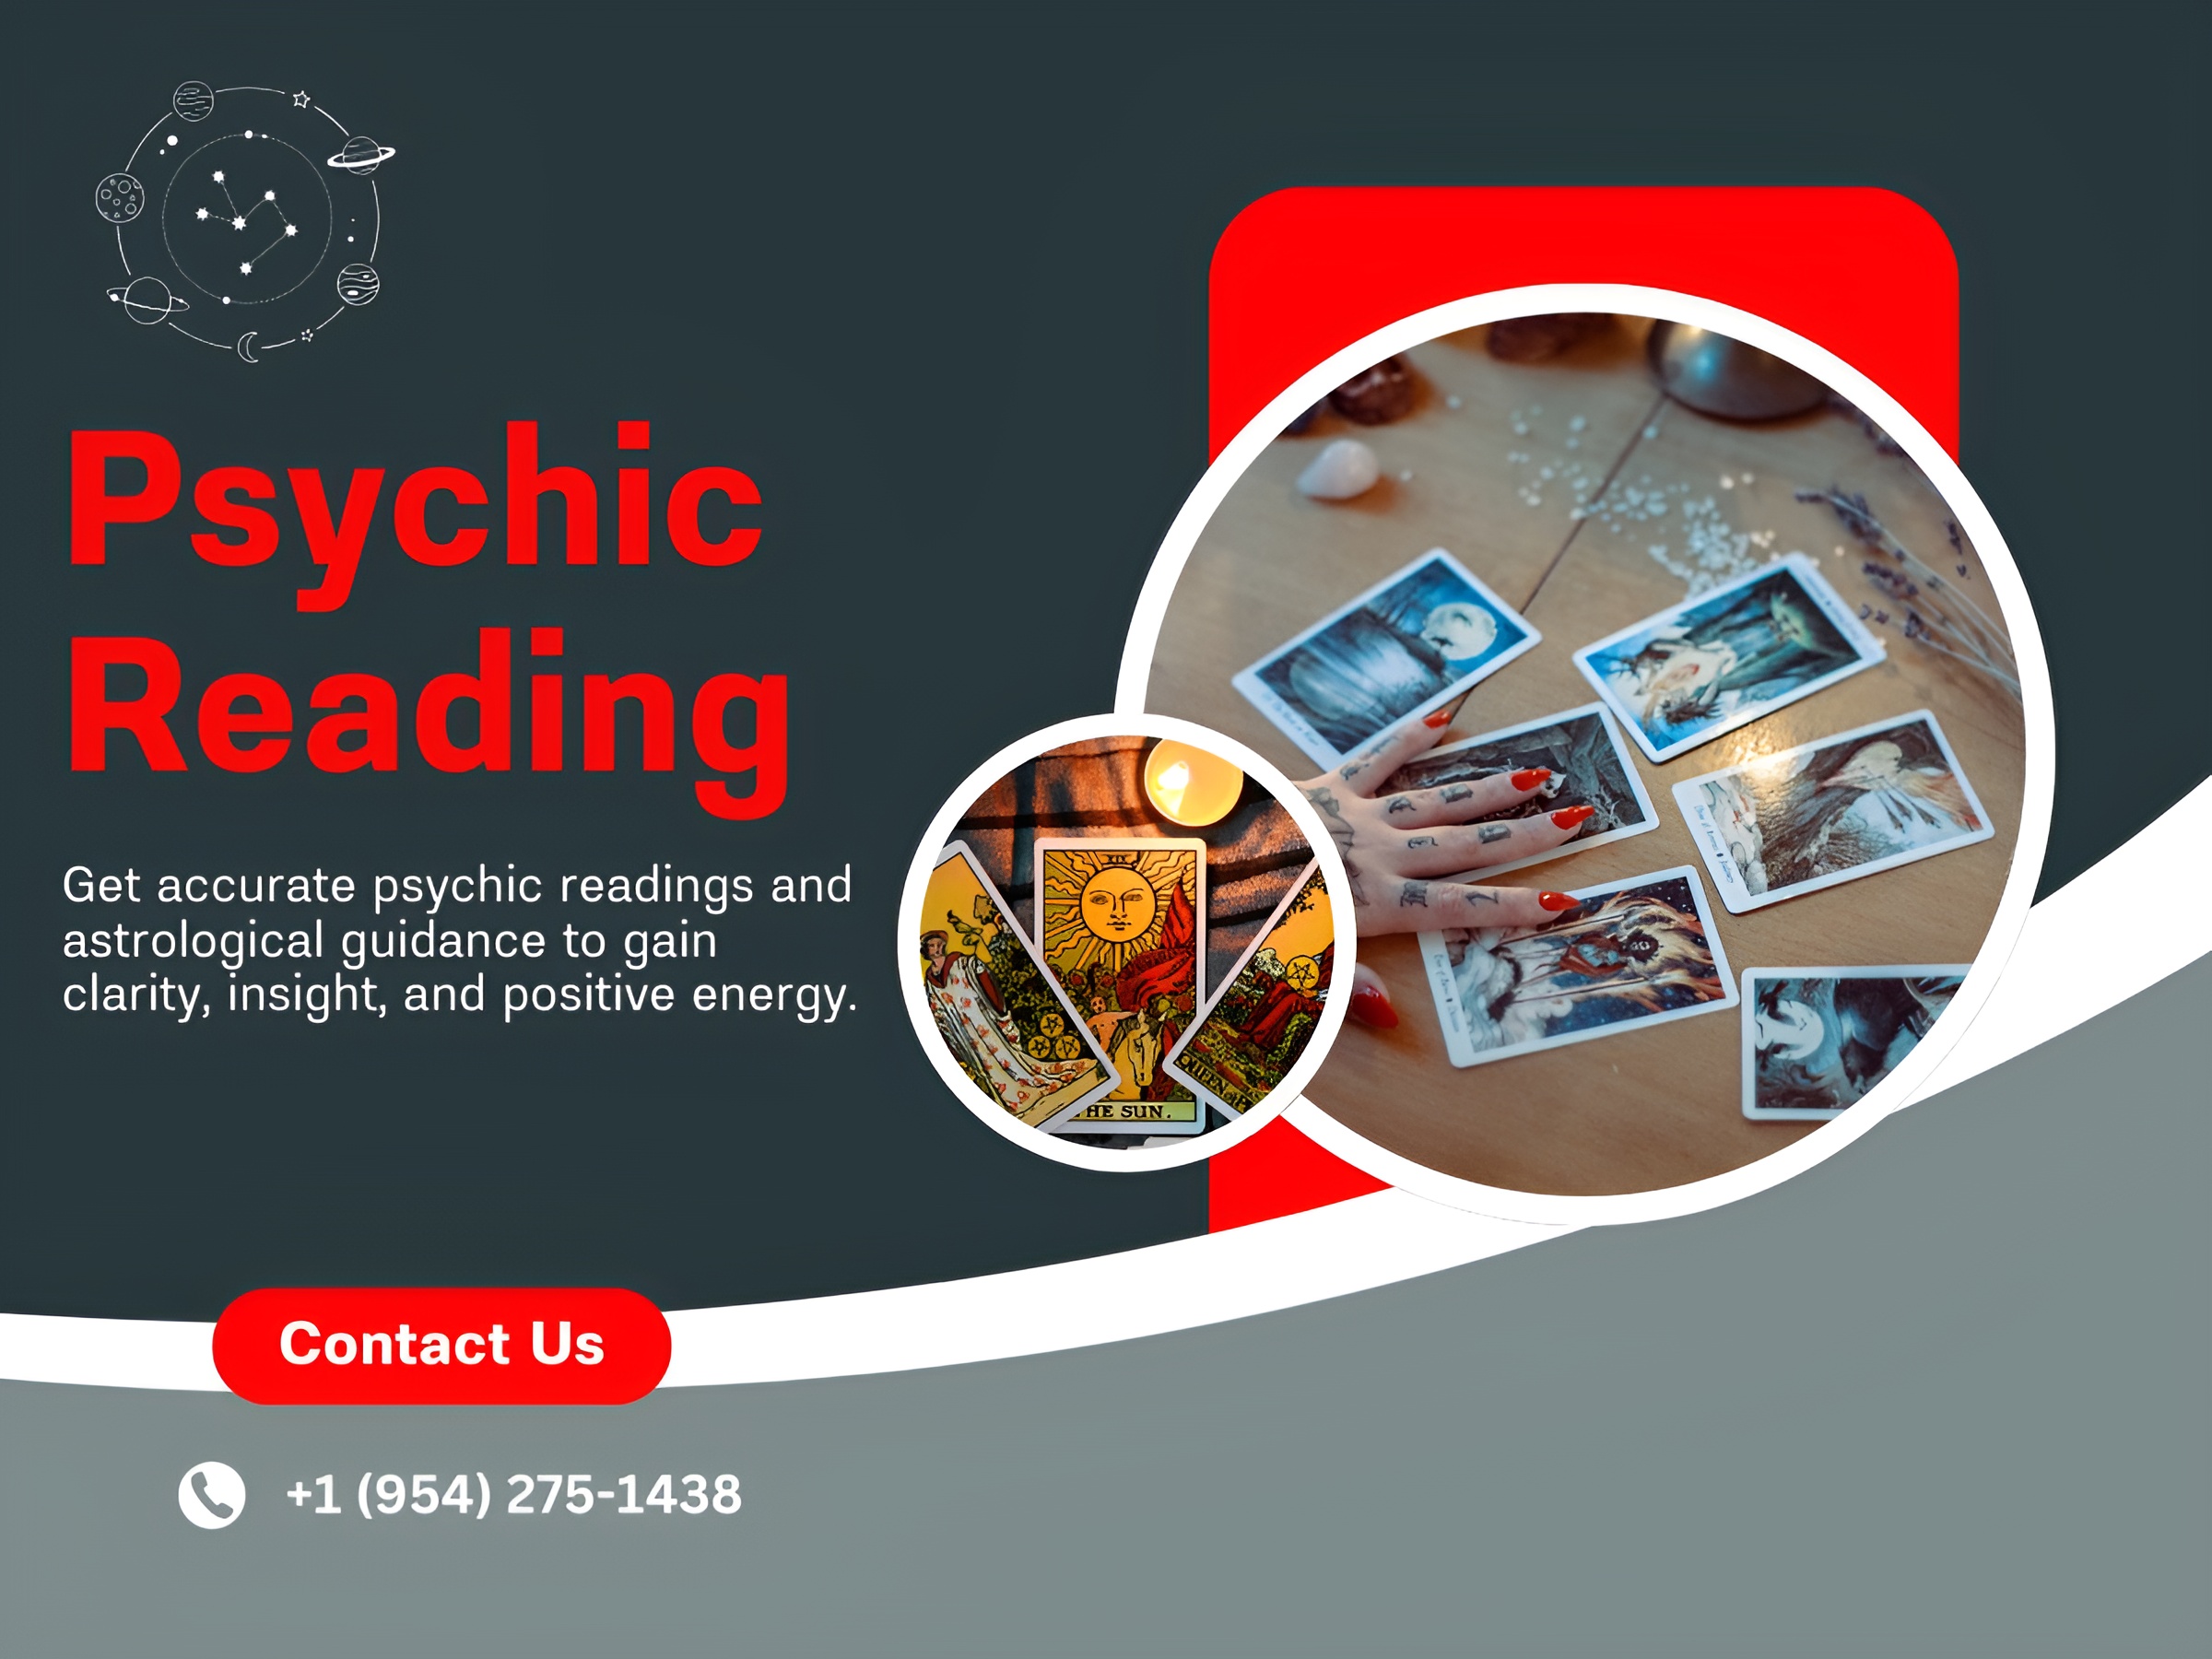 Psychic
Reading
Get accurate psychic readings and
astrological guidance to gain
clarity, insight, and positive energy.
XIX
HE SUN.
QUEEN
Contact Us
+1 (954) 275-1438